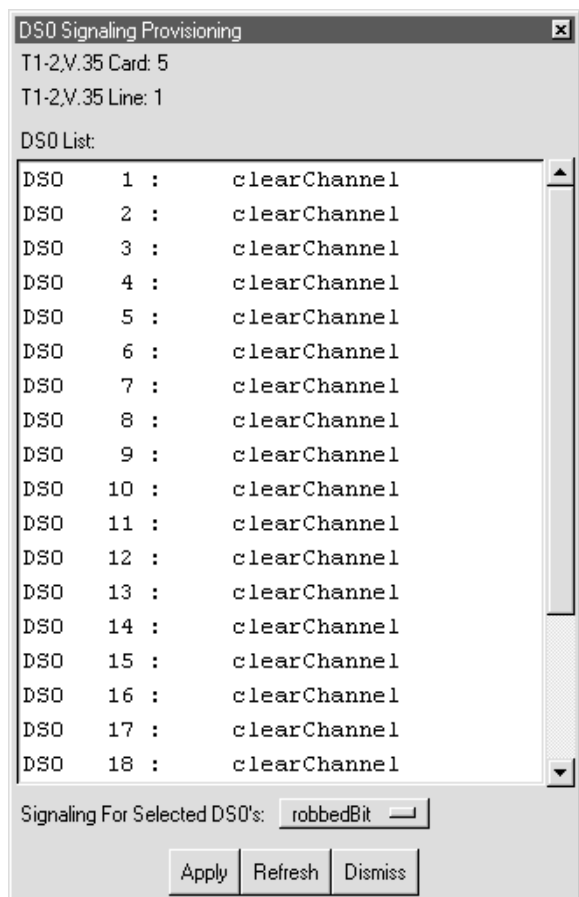 DS0 Signaling Provisioning
T1-2,V.35 Card: 5
T1-2,V.35 Line: 1
DS0 List:
DS0 1 : clearChannel
DS0 2 : clearChannel
DS0 3 : clearChannel
DS0 4 : clearChannel
DS0 5 : clearChannel
DS0 6 : clearChannel
DS0 7 : clearChannel
DS0 8 : clearChannel
DS0 9 : clearChannel
DS0 10 : clearChannel
DS0 11 : clearChannel
DS0 12 : clearChannel
DS0 13 : clearChannel
DS0 14 : clearChannel
DS0 15 : clearChannel
DS0 16 : clearChannel
DS0 17 : clearChannel
DS0 18 : clearChannel
Signaling For Selected DS0's: robbedBit
Apply Refresh Dismiss